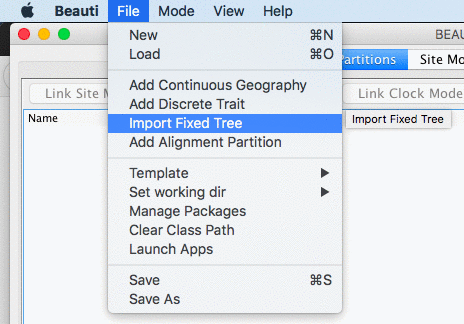 Beauti File Mode View Help
BEAU
New ⌘N
Load ⌘O
Partitions Site Mo
Add Continuous Geography
Link Site M Link Clock Mode
Add Discrete Trait
Name Import Fixed Tree Import Fixed Tree
Add Alignment Partition
Template
Set working dir
Manage Packages
Clear Class Path
Launch Apps
Save ⌘S
Save As